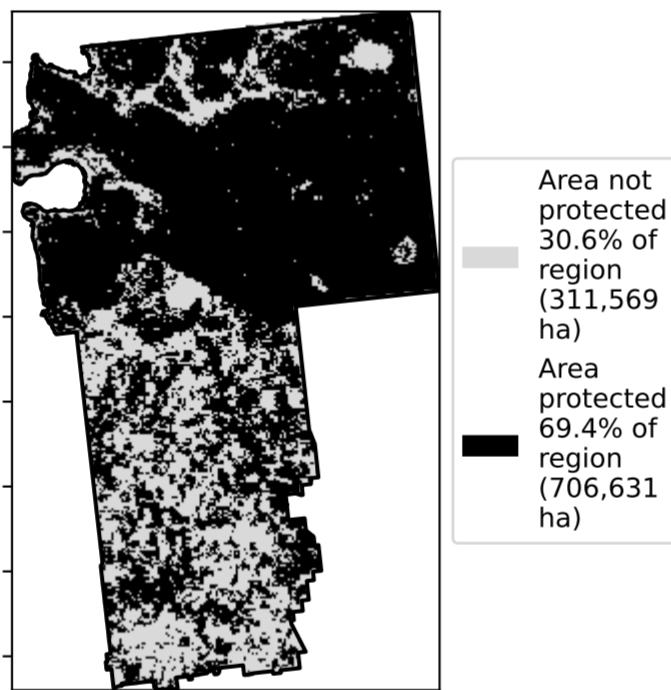 Area not
protected
30.6% of
region
(311,569
ha)
Area
protected
69.4% of
region
(706,631
ha)